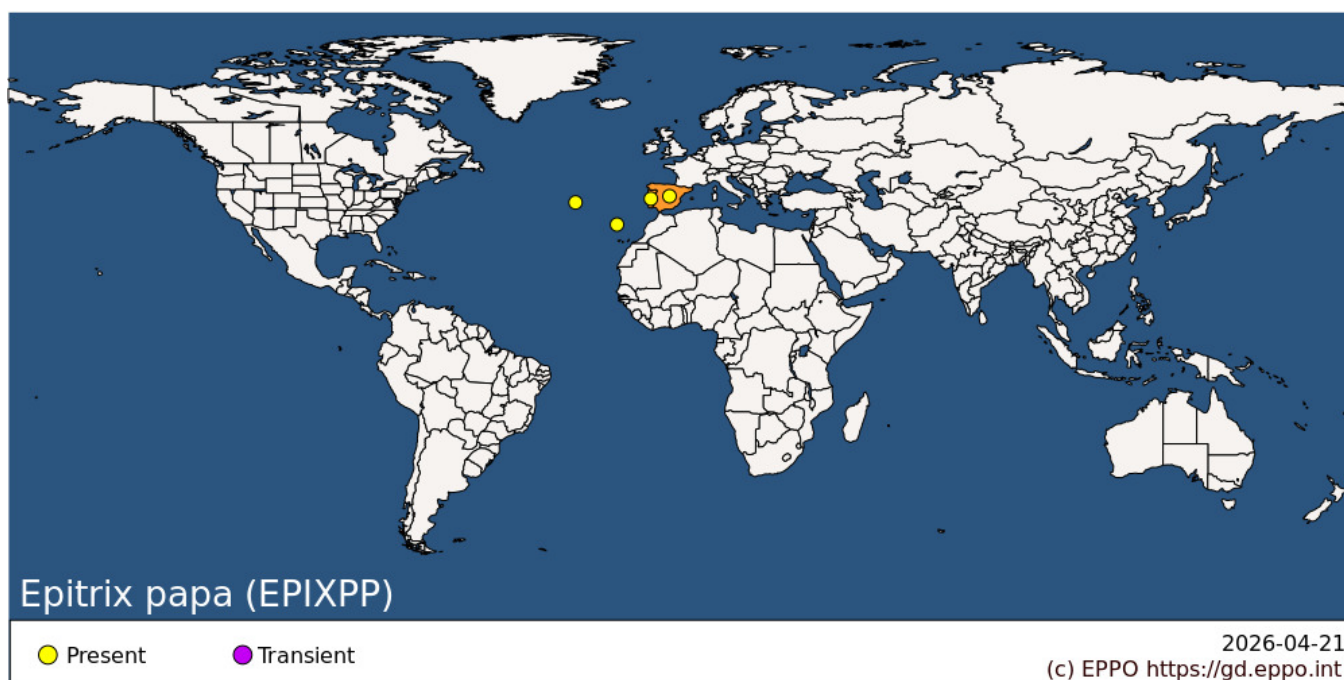 Epitrix papa (EPIXPP)
Present
Transient
2026-04-21
(c) EPPO https://gd.eppo.int